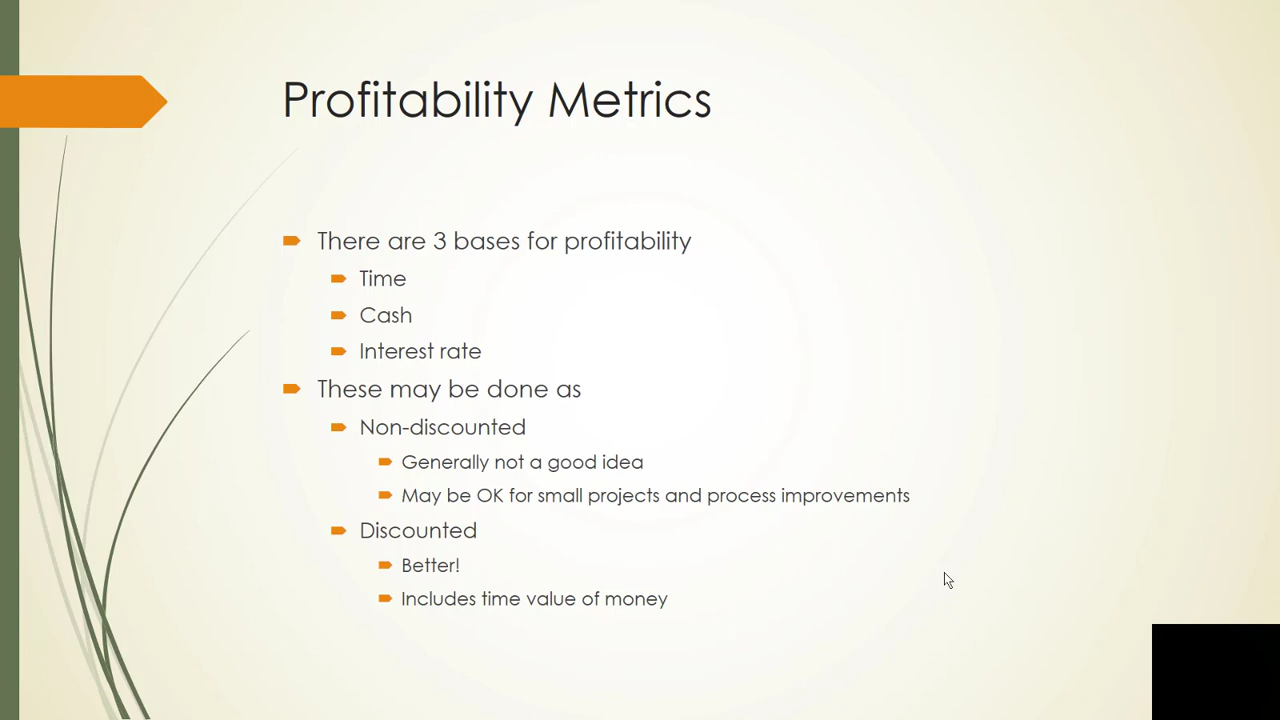 Profitability Metrics
There are 3 bases for profitability
Time
Cash
Interest rate
These may be done as
Non-discounted
Generally not a good idea
May be OK for small projects and process improvements
Discounted
Better!
Includes time value of money